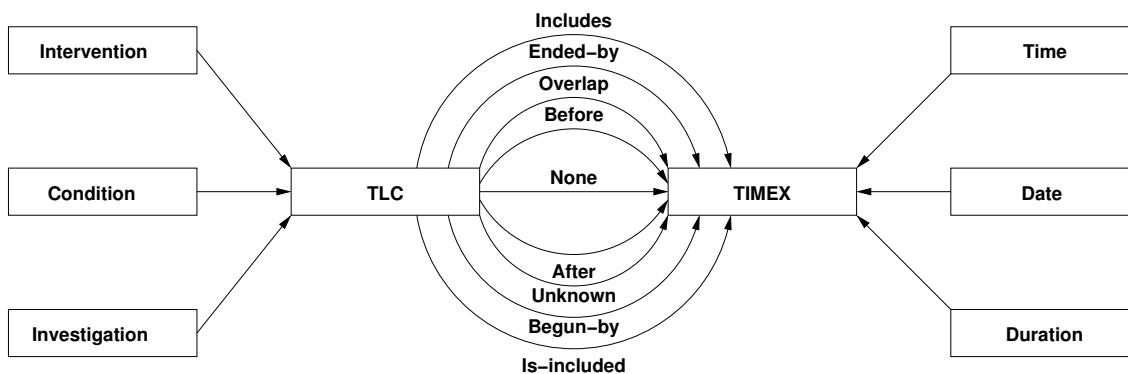 Includes
Intervention
Ended–by
Time
Overlap
Before
Condition
TLC
None
TIMEX
Date
After
Unknown
Investigation
Begun–by
Duration
Is–included